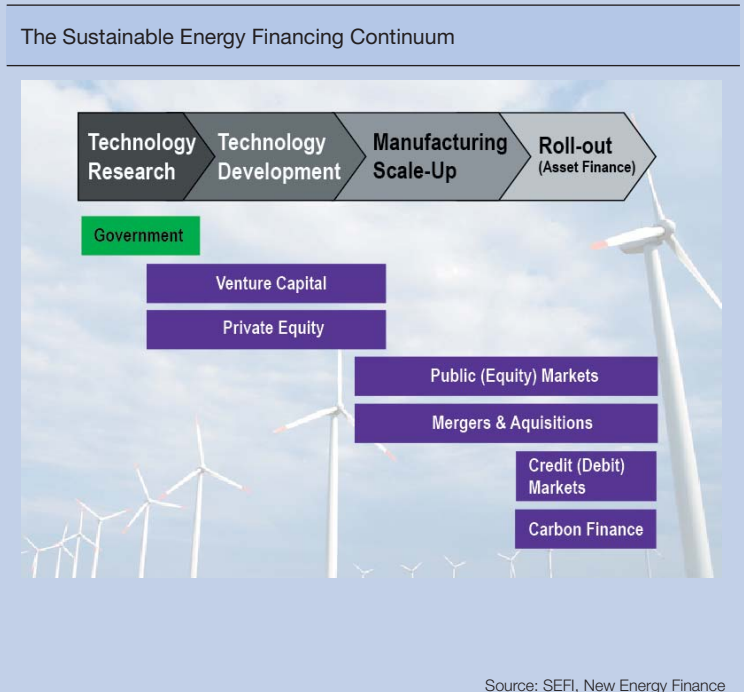 The Sustainable Energy Financing Continuum
Technology
Research
Technology
Development
Manufacturing
Scale-Up
Roll-out
(Asset Finance)
Government
Venture Capital
Private Equity
Public (Equity) Markets
Mergers & Aquisitions
Credit (Debit)
Markets
Carbon Finance
Source: SEFI, New Energy Finance